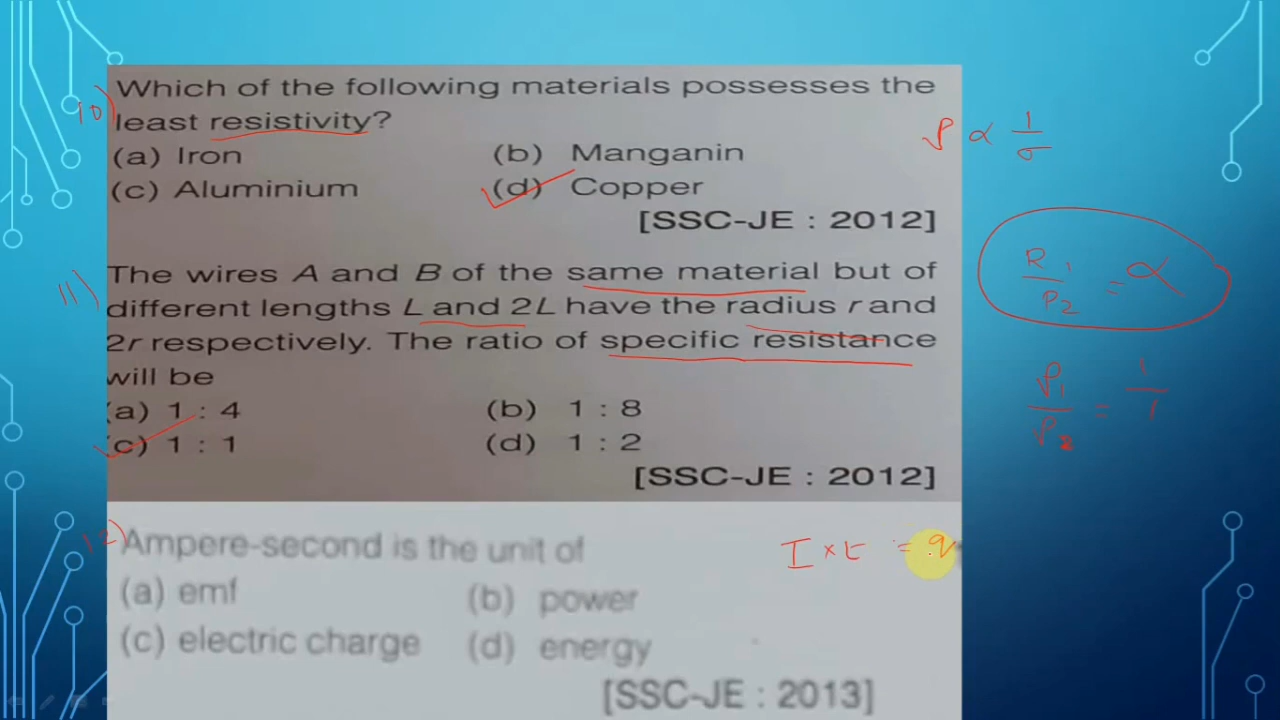 10) Which of the following materials possesses the
least resistivity?
(a) Iron (b) Manganin
(c) Aluminium (d) Copper
[SSC-JE : 2012]
ρ ∝ 1/σ
11) The wires A and B of the same material but of
different lengths L and 2L have the radius r and
2r respectively. The ratio of specific resistance
will be
(a) 1 : 4 (b) 1 : 8
(c) 1 : 1 (d) 1 : 2
[SSC-JE : 2012]
ρ1/ρ2 = 1/1
12) Ampere-second is the unit of
(a) emf (b) power
(c) electric charge (d) energy
[SSC-JE : 2013]
I × t = q